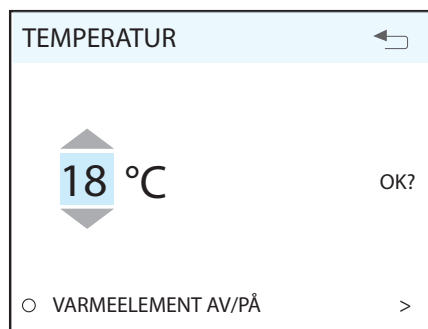 TEMPERATUR
18 °C
OK?
VARMEELEMENT AV/PÅ >